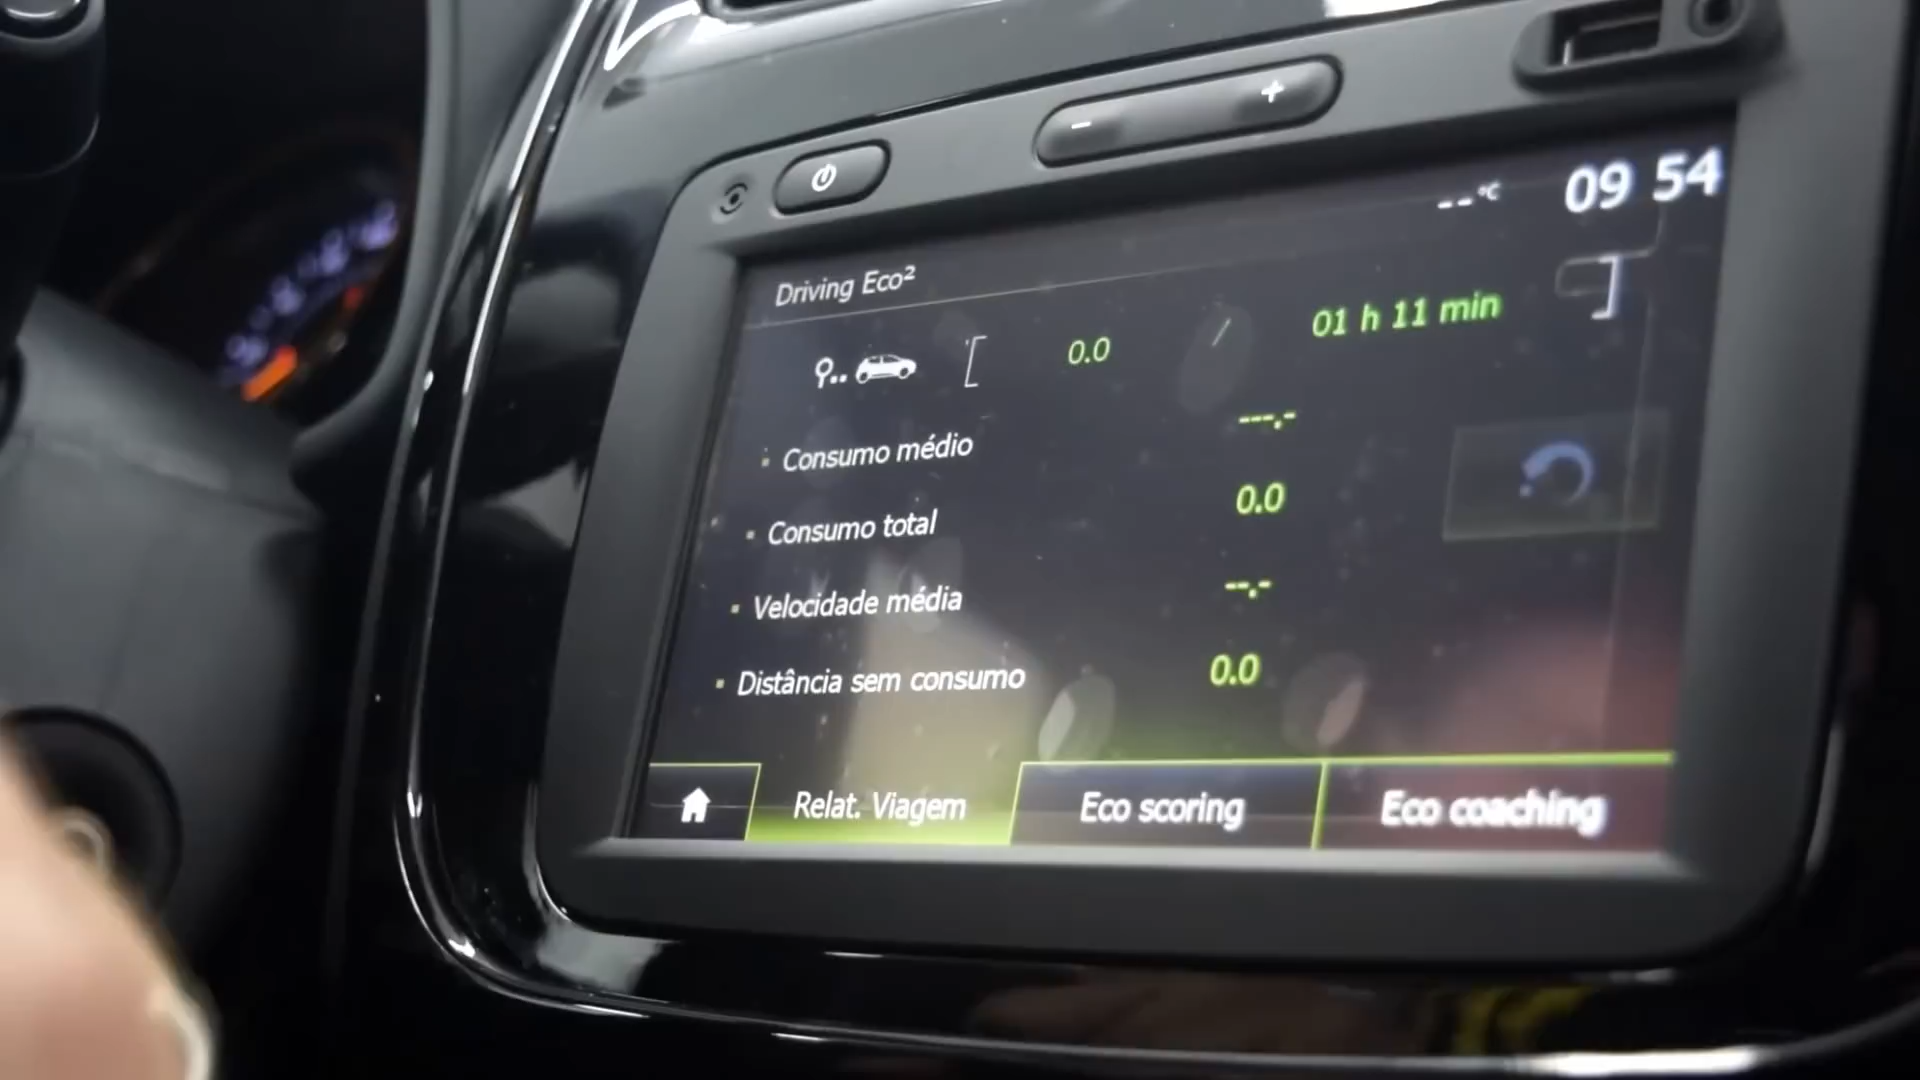 - +
--°C 09 54
Driving Eco²
0.0 / 01 h 11 min
Consumo médio ---.-
Consumo total 0.0
Velocidade média --.-
Distância sem consumo 0.0
Relat. Viagem Eco scoring Eco coaching